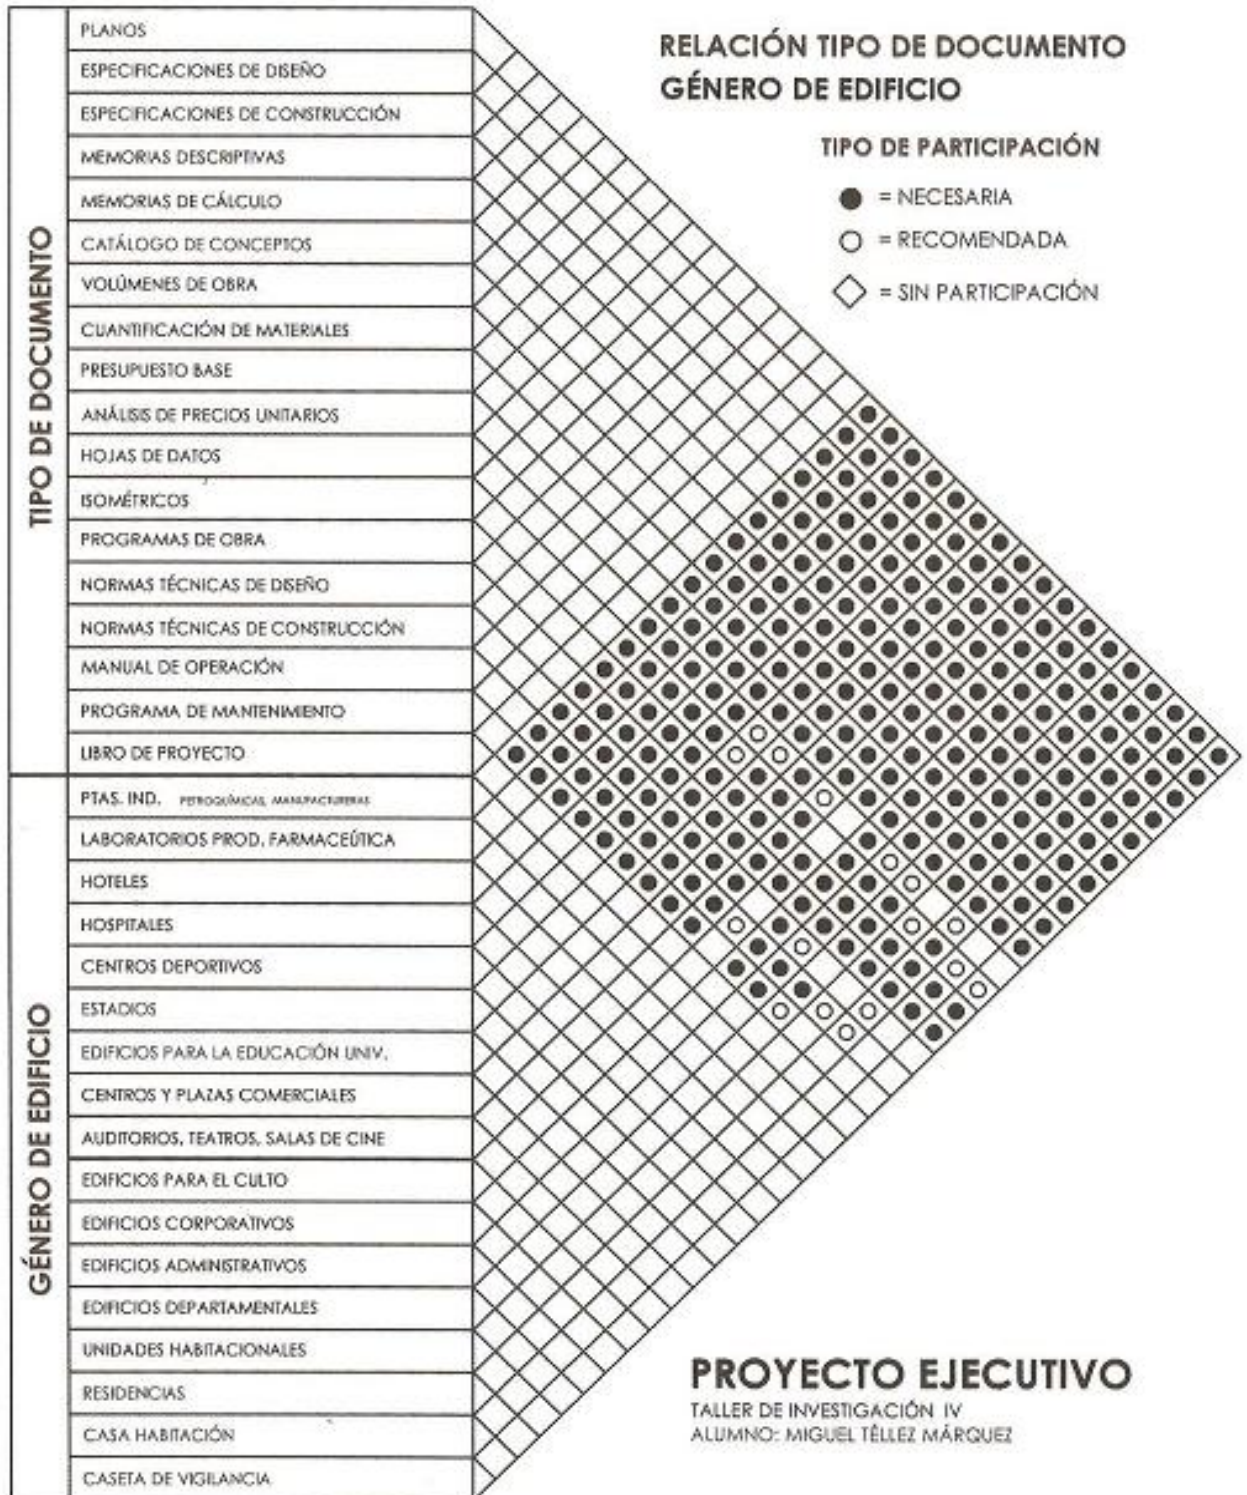 RELACIÓN TIPO DE DOCUMENTO
GÉNERO DE EDIFICIO
TIPO DE PARTICIPACIÓN
= NECESARIA
= RECOMENDADA
= SIN PARTICIPACIÓN
TIPO DE DOCUMENTO
PLANOS
ESPECIFICACIONES DE DISEÑO
ESPECIFICACIONES DE CONSTRUCCIÓN
MEMORIAS DESCRIPTIVAS
MEMORIAS DE CÁLCULO
CATÁLOGO DE CONCEPTOS
VOLÚMENES DE OBRA
CUANTIFICACIÓN DE MATERIALES
PRESUPUESTO BASE
ANÁLISIS DE PRECIOS UNITARIOS
HOJAS DE DATOS
ISOMÉTRICOS
PROGRAMAS DE OBRA
NORMAS TÉCNICAS DE DISEÑO
NORMAS TÉCNICAS DE CONSTRUCCIÓN
MANUAL DE OPERACIÓN
PROGRAMA DE MANTENIMIENTO
LIBRO DE PROYECTO
GÉNERO DE EDIFICIO
PTAS. IND. PETROQUÍMICAS, MANUFACTURERAS
LABORATORIOS PROD. FARMACEÚTICA
HOTELES
HOSPITALES
CENTROS DEPORTIVOS
ESTADIOS
EDIFICIOS PARA LA EDUCACIÓN UNIV.
CENTROS Y PLAZAS COMERCIALES
AUDITORIOS, TEATROS, SALAS DE CINE
EDIFICIOS PARA EL CULTO
EDIFICIOS CORPORATIVOS
EDIFICIOS ADMINISTRATIVOS
EDIFICIOS DEPARTAMENTALES
UNIDADES HABITACIONALES
RESIDENCIAS
CASA HABITACIÓN
CASETA DE VIGILANCIA
PROYECTO EJECUTIVO
TALLER DE INVESTIGACIÓN IV
ALUMNO: MIGUEL TÉLLEZ MÁRQUEZ